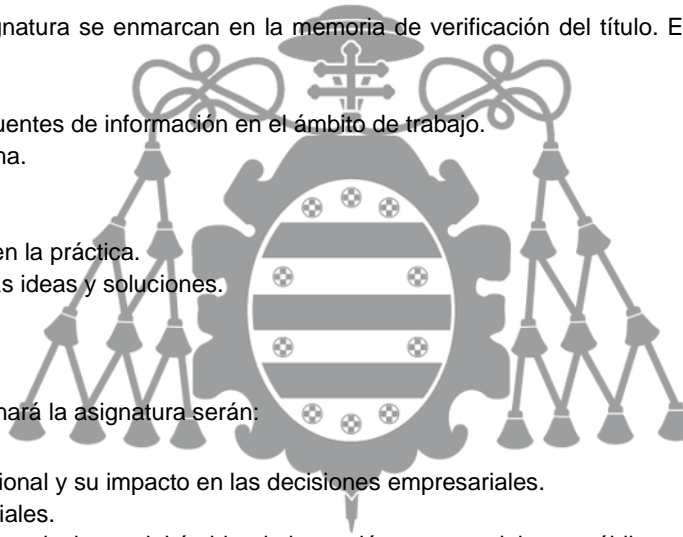 gnatura se enmarcan en la memoria de verificación del título. E
uentes de información en el ámbito de trabajo.
na.
en la práctica.
as ideas y soluciones.
nará la asignatura serán:
ional y su impacto en las decisiones empresariales.
iales.